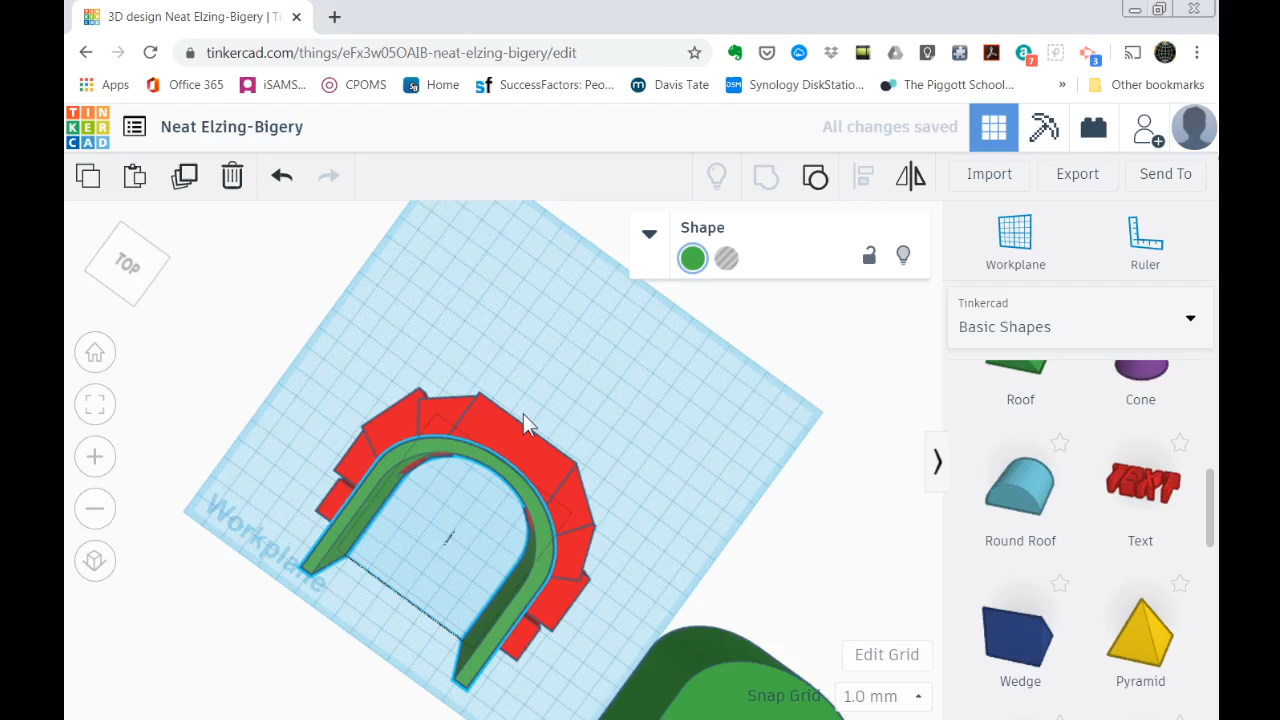 3D design Neat Elzing-Bigery | Ti
tinkercad.com/things/eFx3w05OAIB-neat-elzing-bigery/edit
7
3
Apps
Office 365
iSAMS...
CPOMS
Home
SuccessFactors: Peo...
Davis Tate
DSM
Synology DiskStatio...
The Piggott School...
»
Other bookmarks
TIN
KER
CAD
Neat Elzing-Bigery
All changes saved
Import
Export
Send To
TOP
Shape
Workplane
Ruler
Tinkercad
Basic Shapes
Roof
Cone
Workplane
TEXT
Round Roof
Text
Wedge
Pyramid
Edit Grid
Snap Grid
1.0 mm